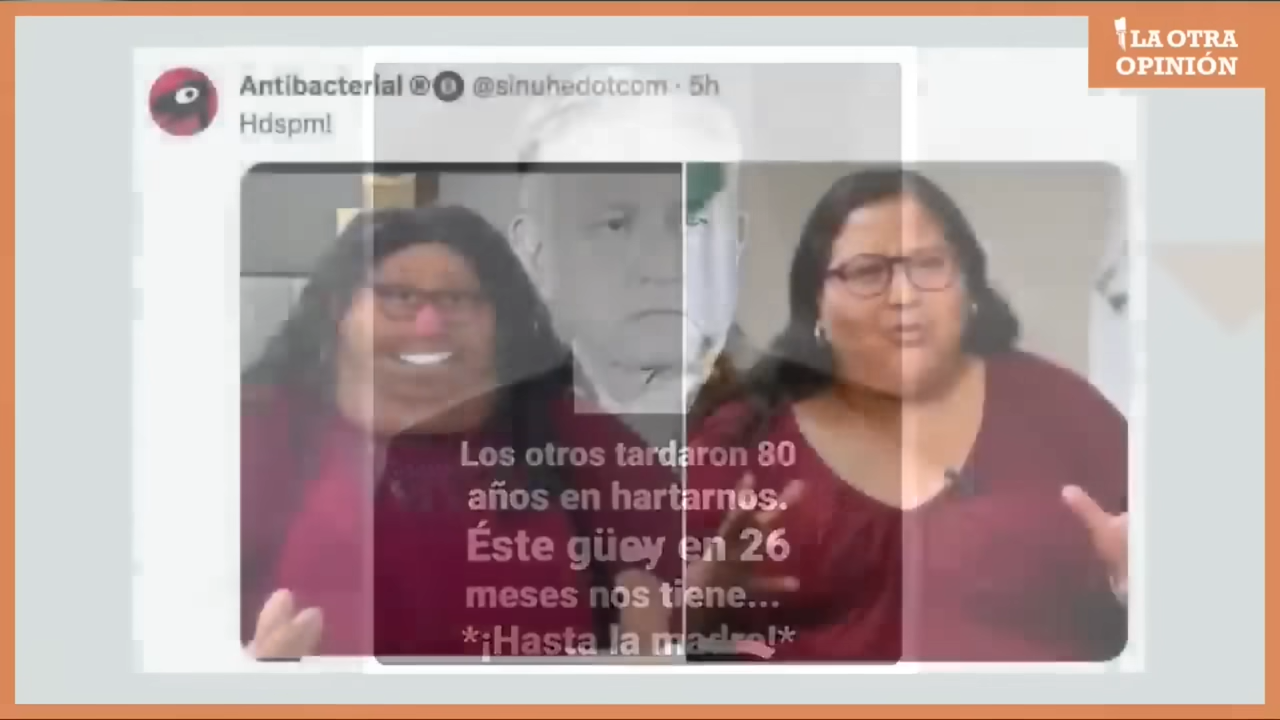 LA OTRA
OPINIÓN
Antibacterial ® @sinuhedotcom · 5h
Hdspm!
Los otros tardaron 80
años en hartarnos.
Éste güey en 26
meses nos tiene...
*¡Hasta la madre!*